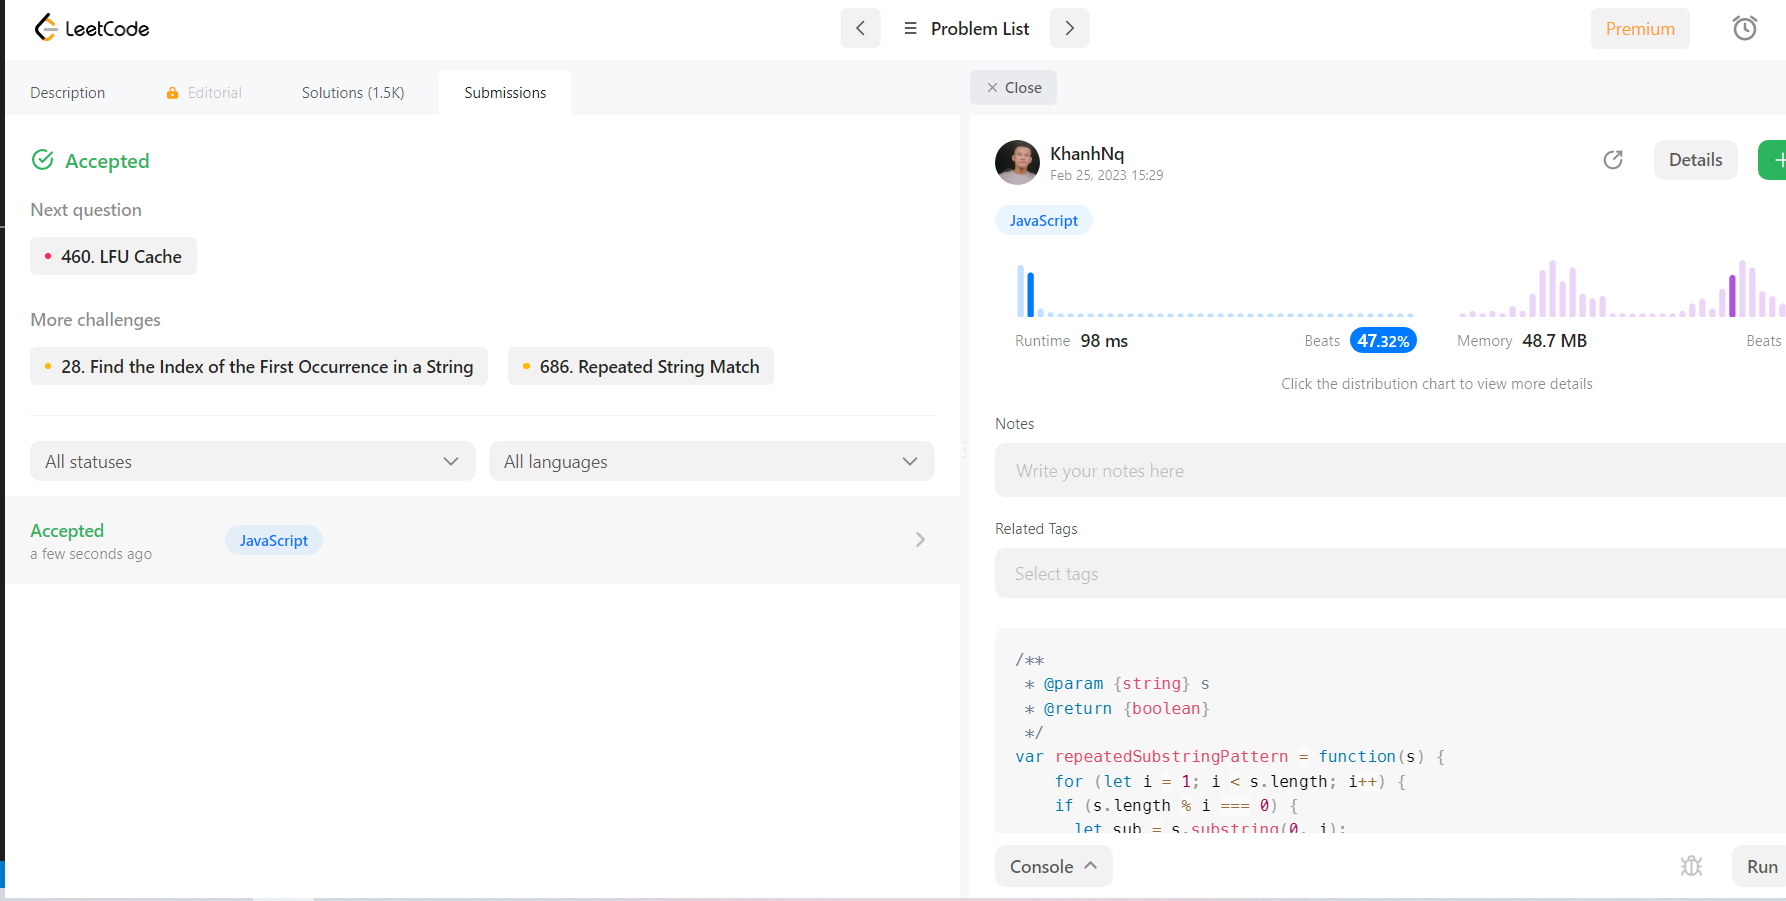 LeetCode
Problem List
Premium
Description
Editorial
Solutions (1.5K)
Submissions
Close
Accepted
Next question
460. LFU Cache
More challenges
28. Find the Index of the First Occurrence in a String
686. Repeated String Match
All statuses
All languages
Accepted
a few seconds ago
JavaScript
KhanhNq
Feb 25, 2023 15:29
Details
JavaScript
Runtime 98 ms
Beats 47.32%
Memory 48.7 MB
Beats
Click the distribution chart to view more details
Notes
Write your notes here
Related Tags
Select tags
/**
 * @param {string} s
 * @return {boolean}
 */
var repeatedSubstringPattern = function(s) {
    for (let i = 1; i < s.length; i++) {
    if (s.length % i === 0) {
      let sub = s.substring(0, i);
Console
Run